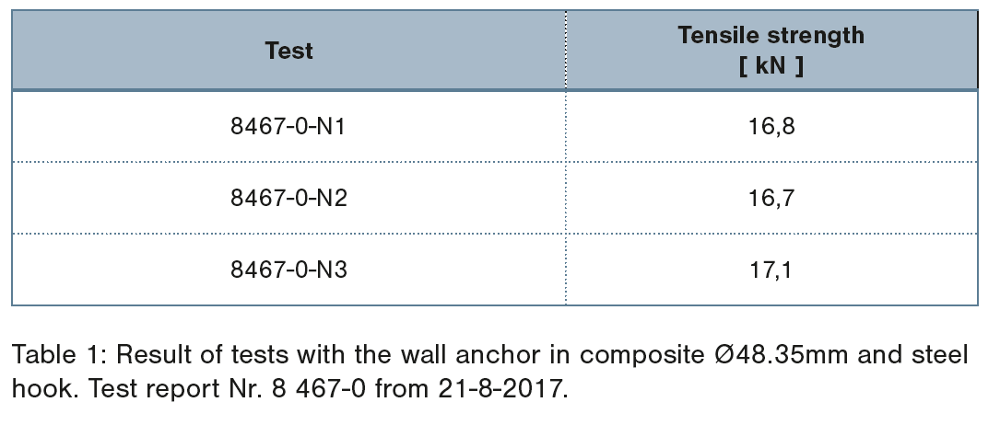 Test Tensile strength
[ kN ]
8467-0-N1 16,8
8467-0-N2 16,7
8467-0-N3 17,1
Table 1: Result of tests with the wall anchor in composite Ø48.35mm and steel
hook. Test report Nr. 8 467-0 from 21-8-2017.